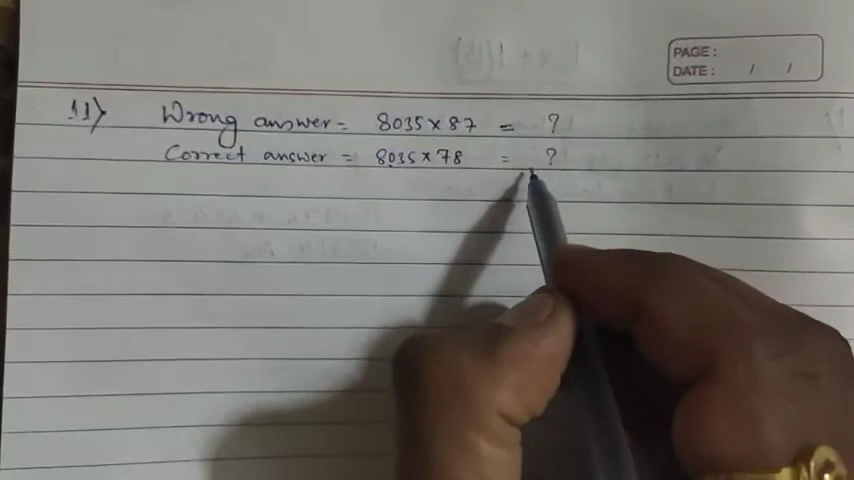 PAGE:
DATE: / /
11) Wrong answer = 8035 x 87 = ?
Correct answer = 8035 x 78 = ?